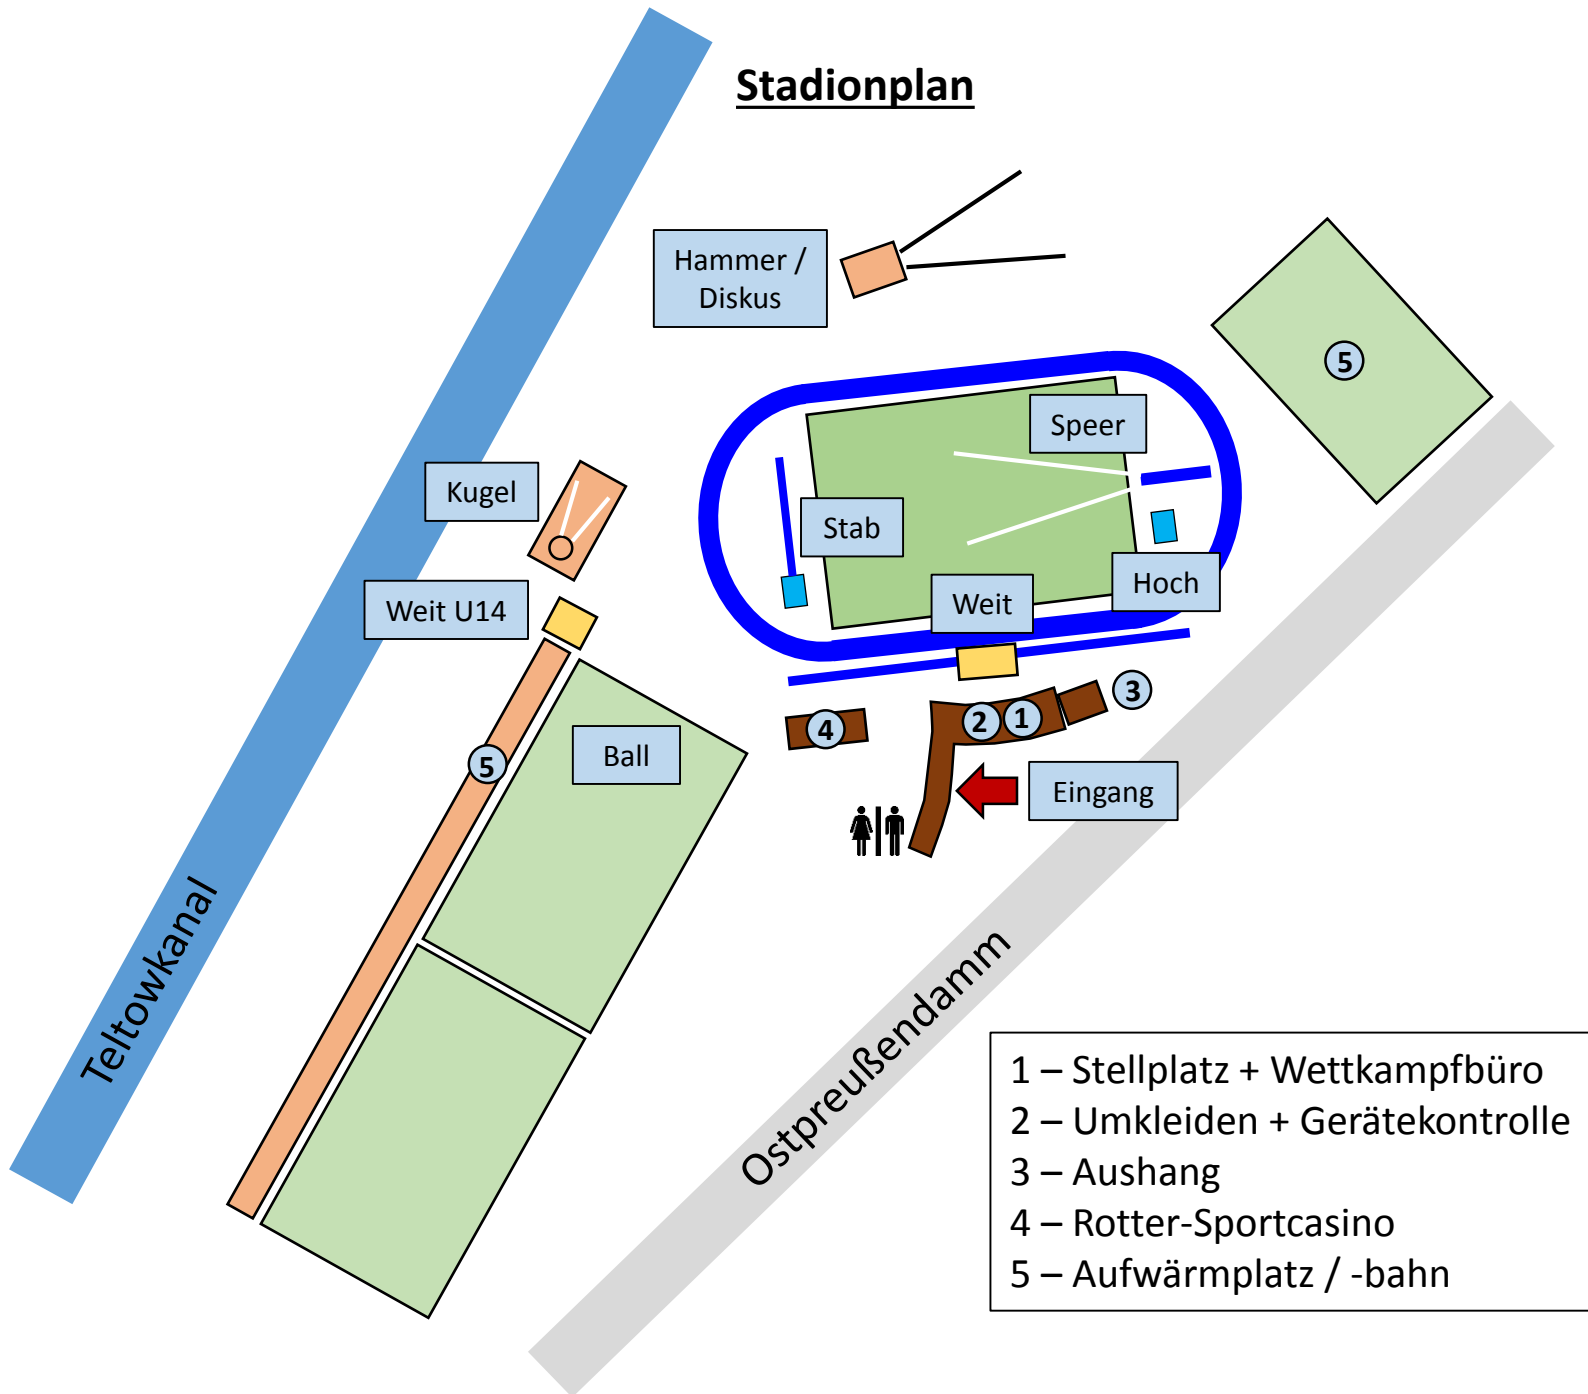 Stadionplan
Hammer /
Diskus
5
Speer
Kugel
Stab
Hoch
Weit
Weit U14
3
2
1
4
Ball
5
Eingang
Teltowkanal
Ostpreußendamm
1 – Stellplatz + Wettkampfbüro
2 – Umkleiden + Gerätekontrolle
3 – Aushang
4 – Rotter-Sportcasino
5 – Aufwärmplatz / -bahn